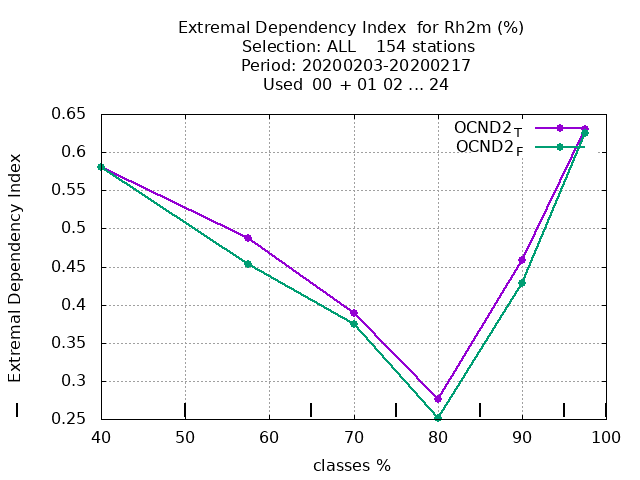 Extremal Dependency Index  for Rh2m (%)
Selection: ALL    154 stations
Period: 20200203-20200217
Used  00 + 01 02 ... 24
OCND2T
OCND2F
Extremal Dependency Index
0.65
0.6
0.55
0.5
0.45
0.4
0.35
0.3
0.25
40 50 60 70 80 90 100
classes %